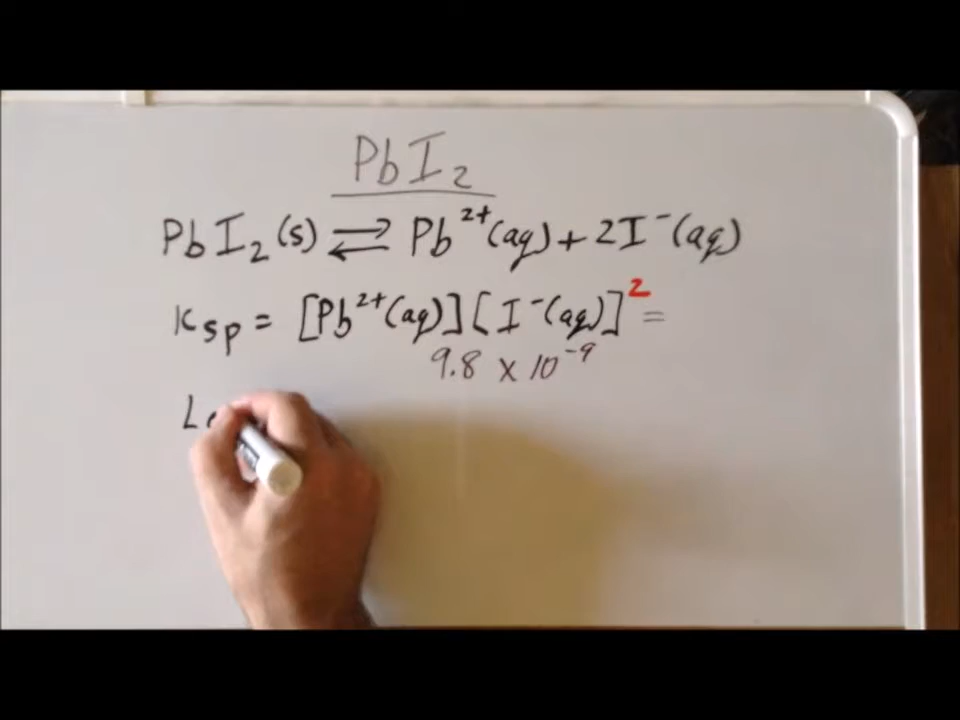 PbI₂
PbI₂(s) ⇌ Pb²⁺(aq) + 2I⁻(aq)
Ksp = [Pb²⁺(aq)][I⁻(aq)]² =
9.8 x 10⁻⁹